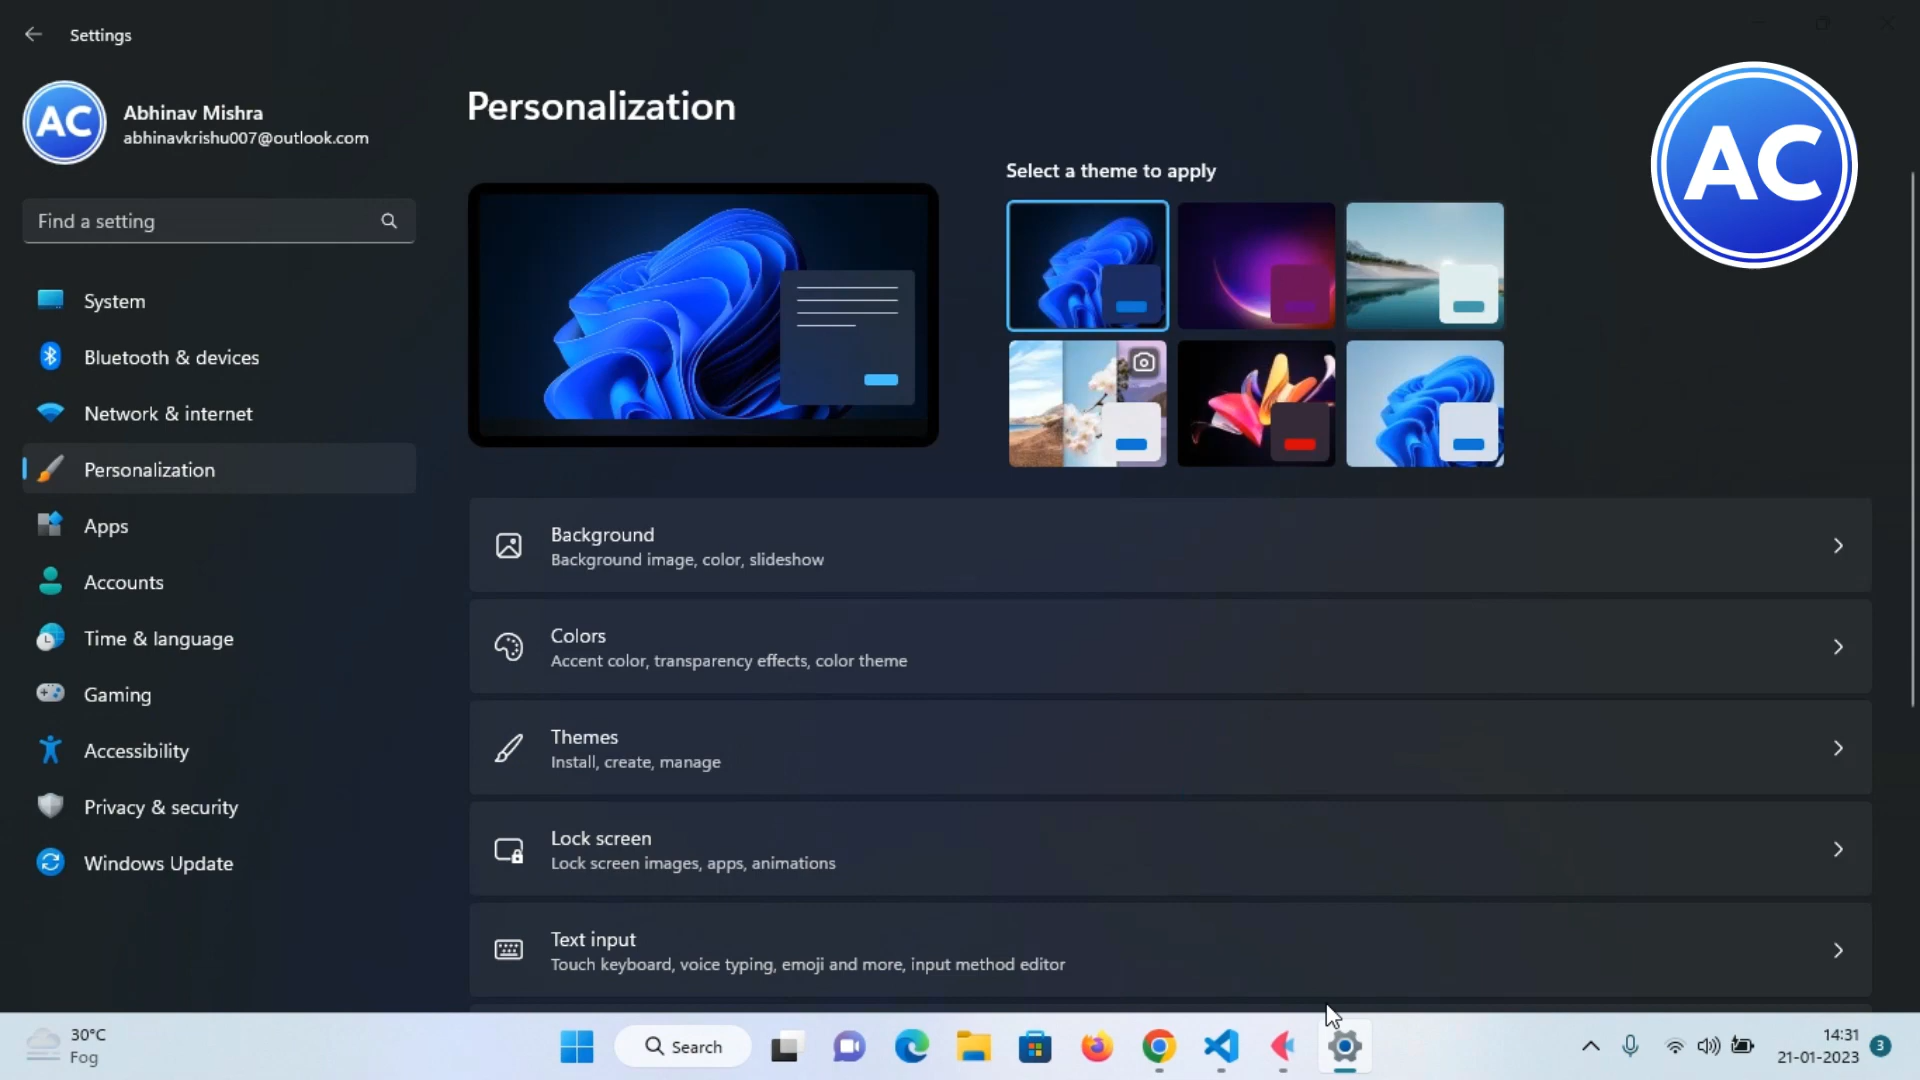 Settings
AC
Abhinav Mishra
abhinavkrishu007@outlook.com
Find a setting
System
Bluetooth & devices
Network & internet
Personalization
Apps
Accounts
Time & language
Gaming
Accessibility
Privacy & security
Windows Update
Personalization
Select a theme to apply
AC
Background
Background image, color, slideshow
Colors
Accent color, transparency effects, color theme
Themes
Install, create, manage
Lock screen
Lock screen images, apps, animations
Text input
Touch keyboard, voice typing, emoji and more, input method editor
30°C
Fog
Search
14:31
21-01-2023
3